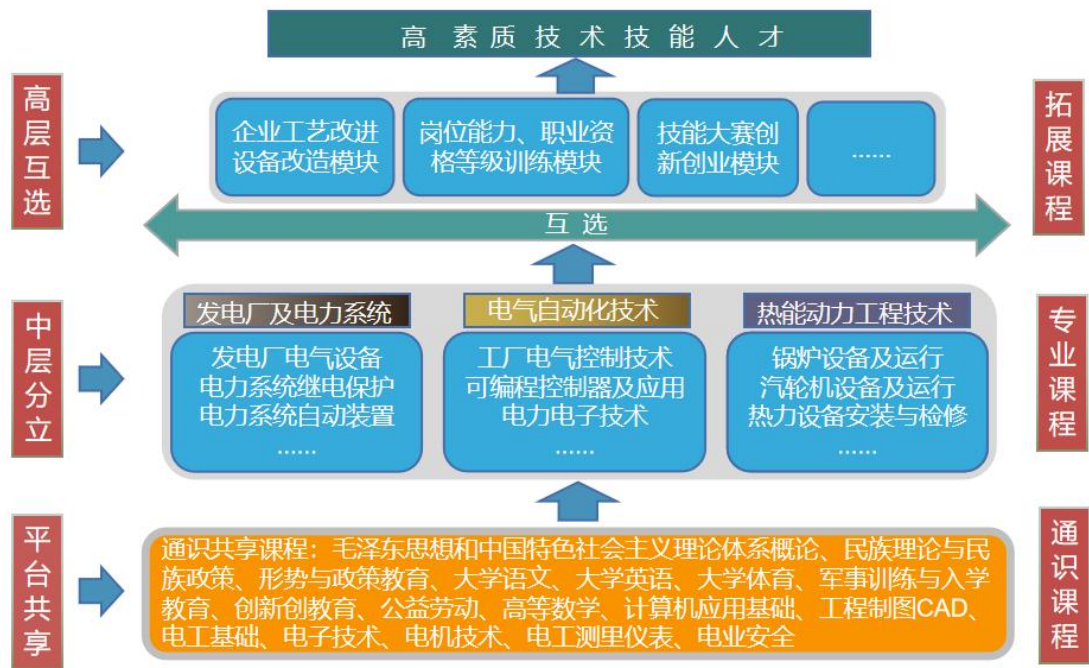 高素质技术技能人才
高层互选
企业工艺改进
设备改造模块
岗位能力、职业资
格等级训练模块
技能大赛创
新创业模块
......
拓展课程
互选
中层分立
发电厂及电力系统
发电厂电气设备
电力系统继电保护
电力系统自动装置
......
电气自动化技术
工厂电气控制技术
可编程控制器及应用
电力电子技术
......
热能动力工程技术
锅炉设备及运行
汽轮机设备及运行
热力设备安装与检修
......
专业课程
平台共享
通识共享课程：毛泽东思想和中国特色社会主义理论体系概论、民族理论与民
族政策、形势与政策教育、大学语文、大学英语、大学体育、军事训练与入学
教育、创新创教育、公益劳动、高等数学、计算机应用基础、工程制图CAD、
电工基础、电子技术、电机技术、电工测里仪表、电业安全
通识课程